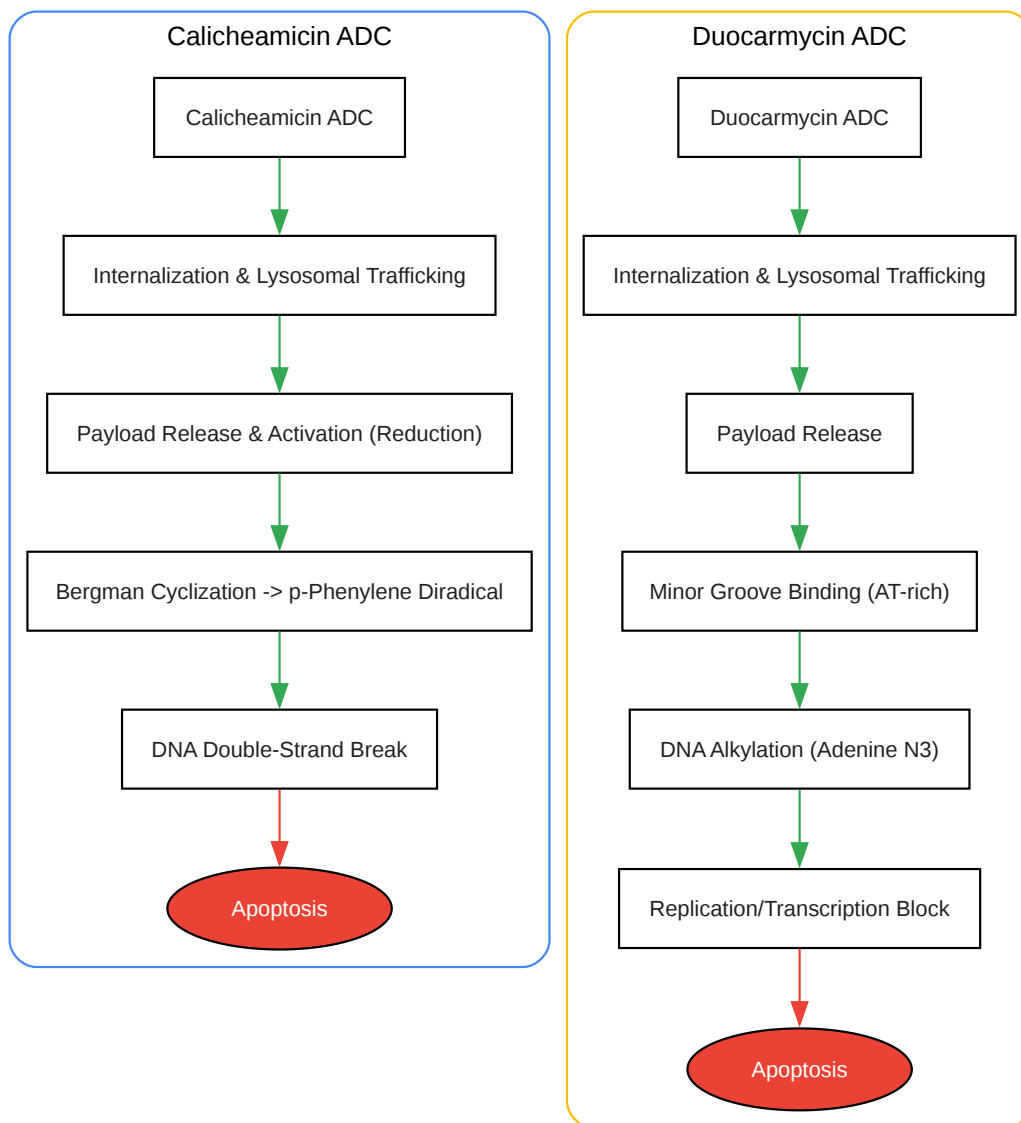 Calicheamicin ADC
Calicheamicin ADC
Internalization & Lysosomal Trafficking
Payload Release & Activation (Reduction)
Bergman Cyclization -> p-Phenylene Diradical
DNA Double-Strand Break
Apoptosis
Duocarmycin ADC
Duocarmycin ADC
Internalization & Lysosomal Trafficking
Payload Release
Minor Groove Binding (AT-rich)
DNA Alkylation (Adenine N3)
Replication/Transcription Block
Apoptosis